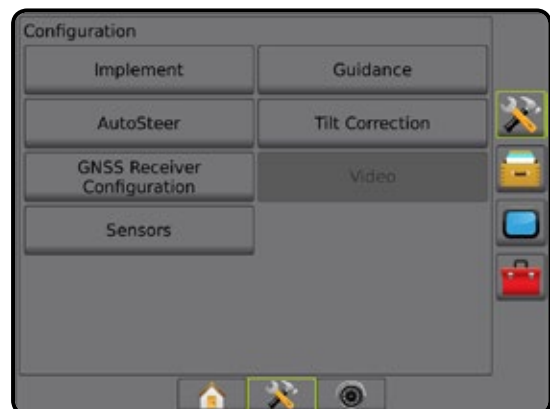 Configuration
Implement
Guidance
AutoSteer
Tilt Correction
GNSS Receiver
Configuration
Video
Sensors